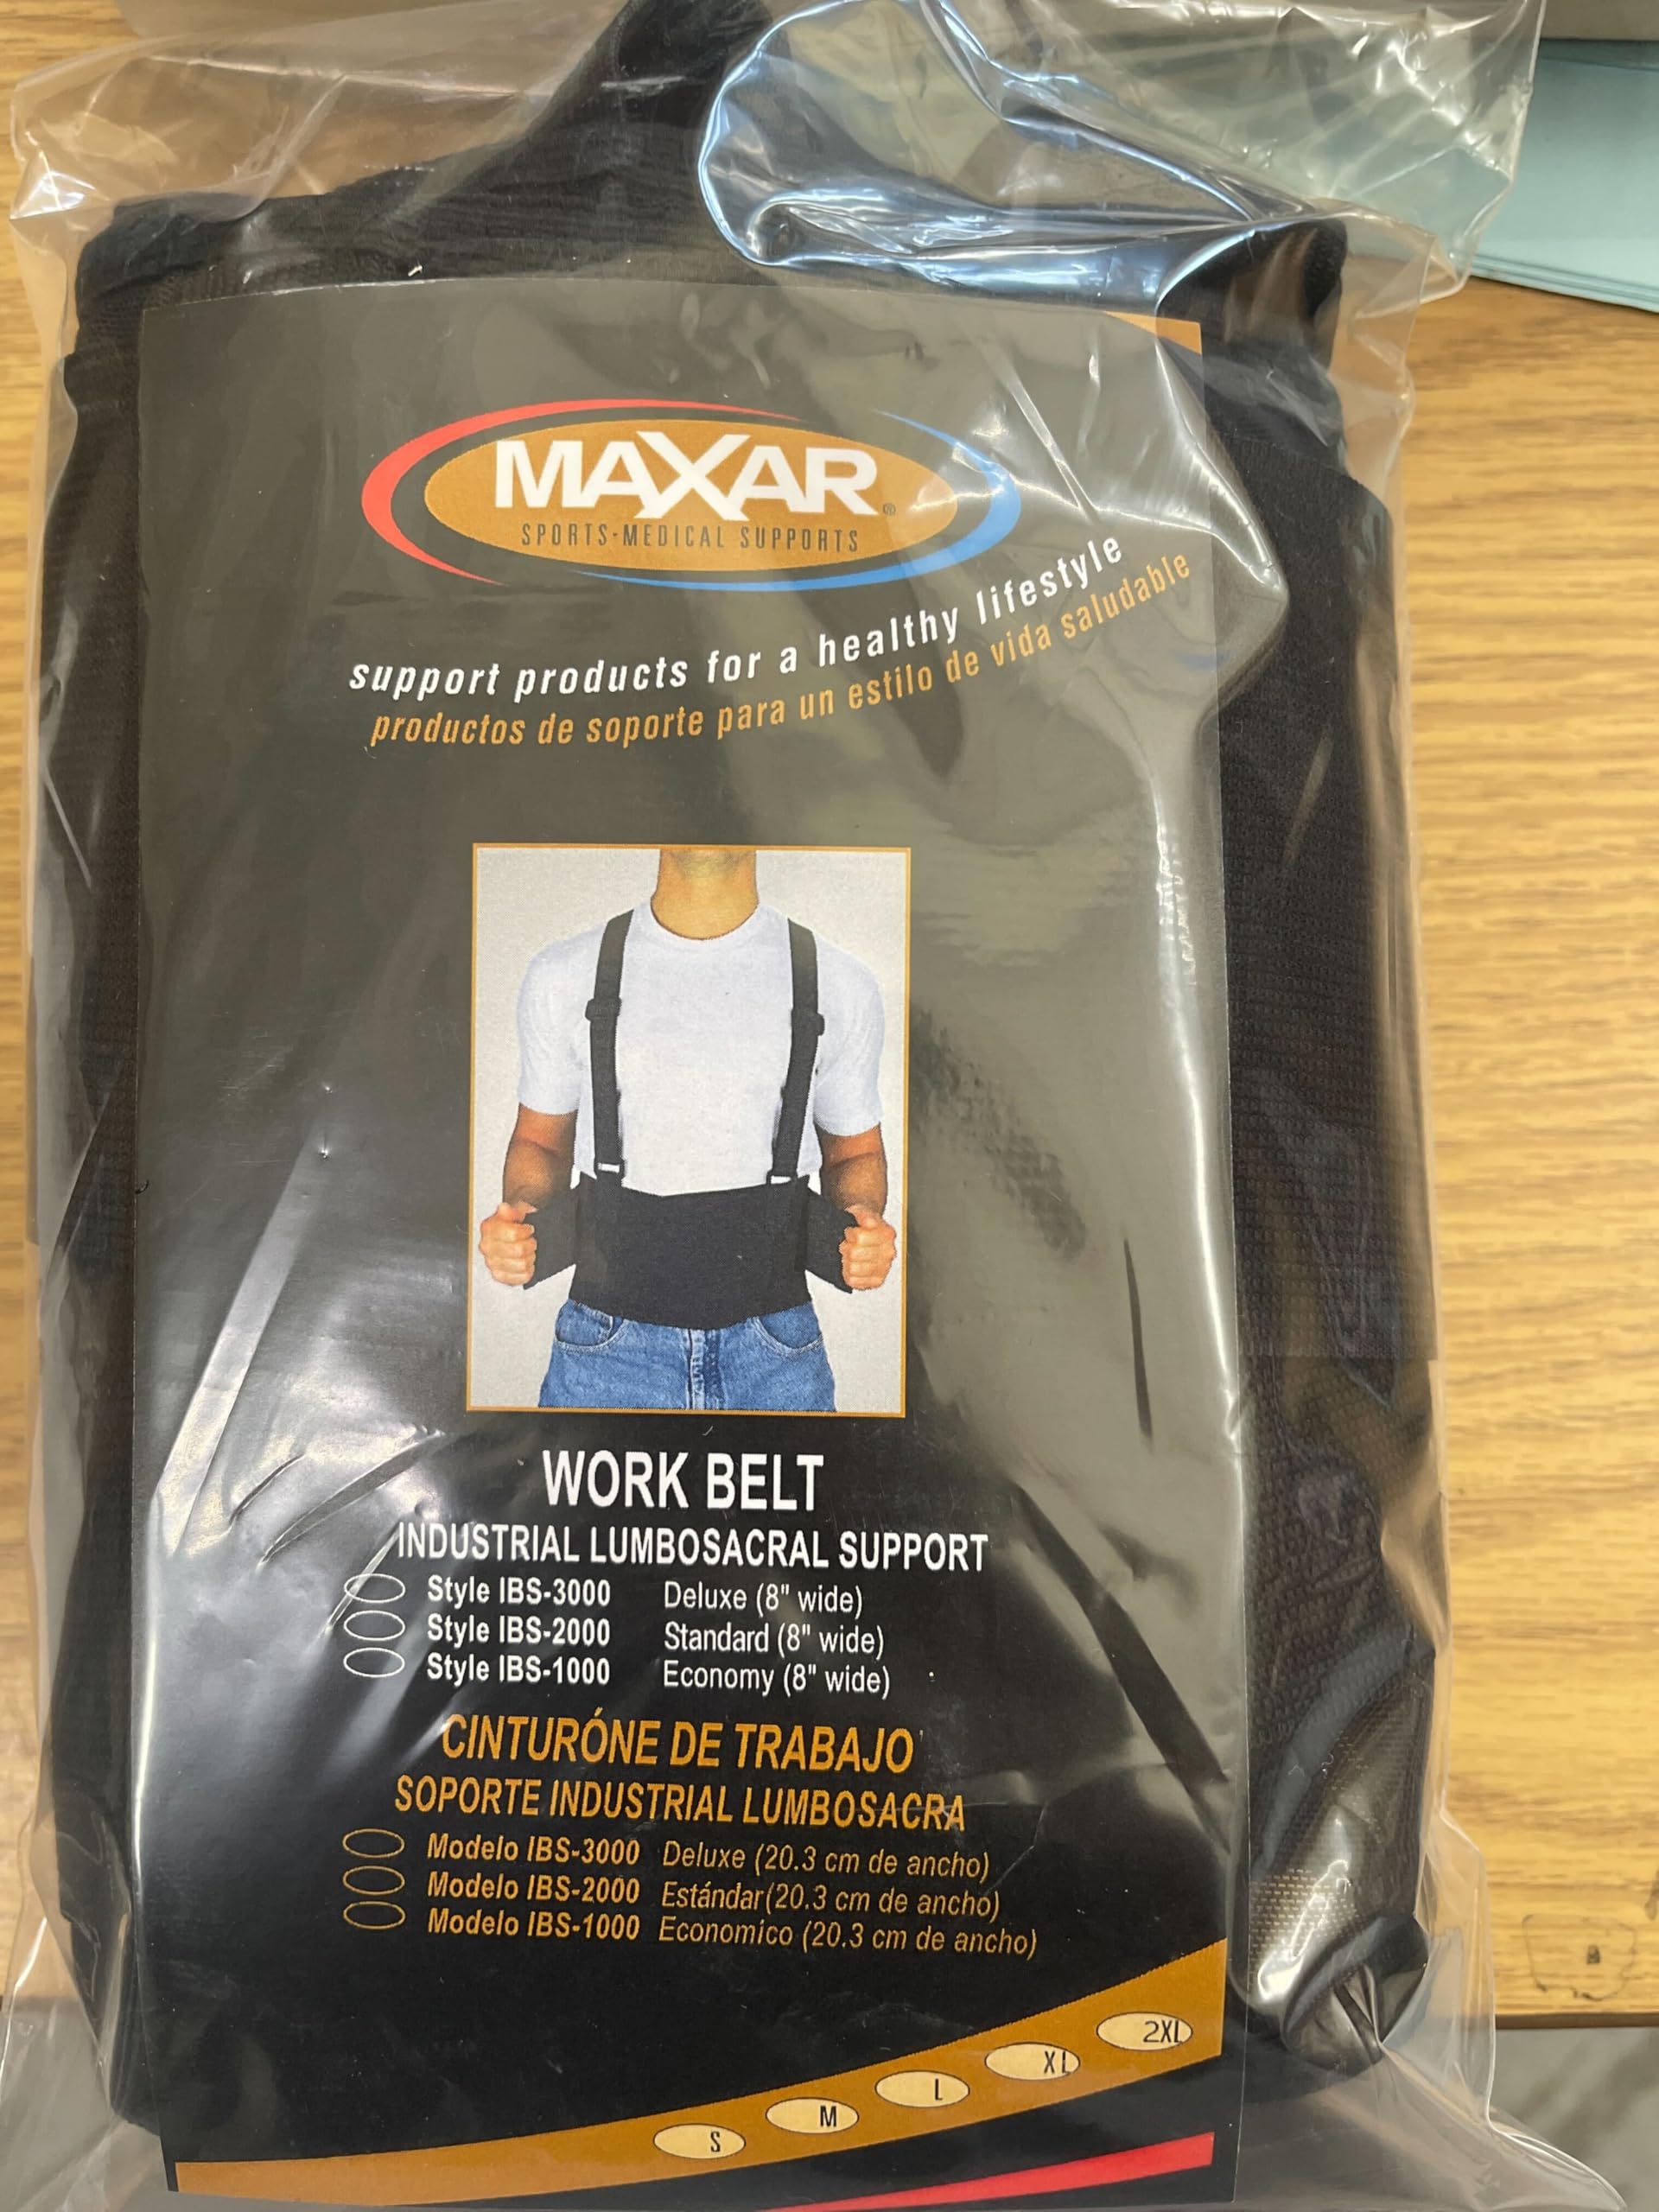 MAXAR®
SPORTS-MEDICAL SUPPORTS
support products for a healthy lifestyle
productos de soporte para un estilo de vida saludable
WORK BELT
INDUSTRIAL LUMBOSACRAL SUPPORT
Style IBS-3000 Deluxe (8" wide)
Style IBS-2000 Standard (8" wide)
Style IBS-1000 Economy (8" wide)
CINTURÓNE DE TRABAJO
SOPORTE INDUSTRIAL LUMBOSACRA
Modelo IBS-3000 Deluxe (20.3 cm de ancho)
Modelo IBS-2000 Estándar (20.3 cm de ancho)
Modelo IBS-1000 Economico (20.3 cm de ancho)
S M L XL 2XL